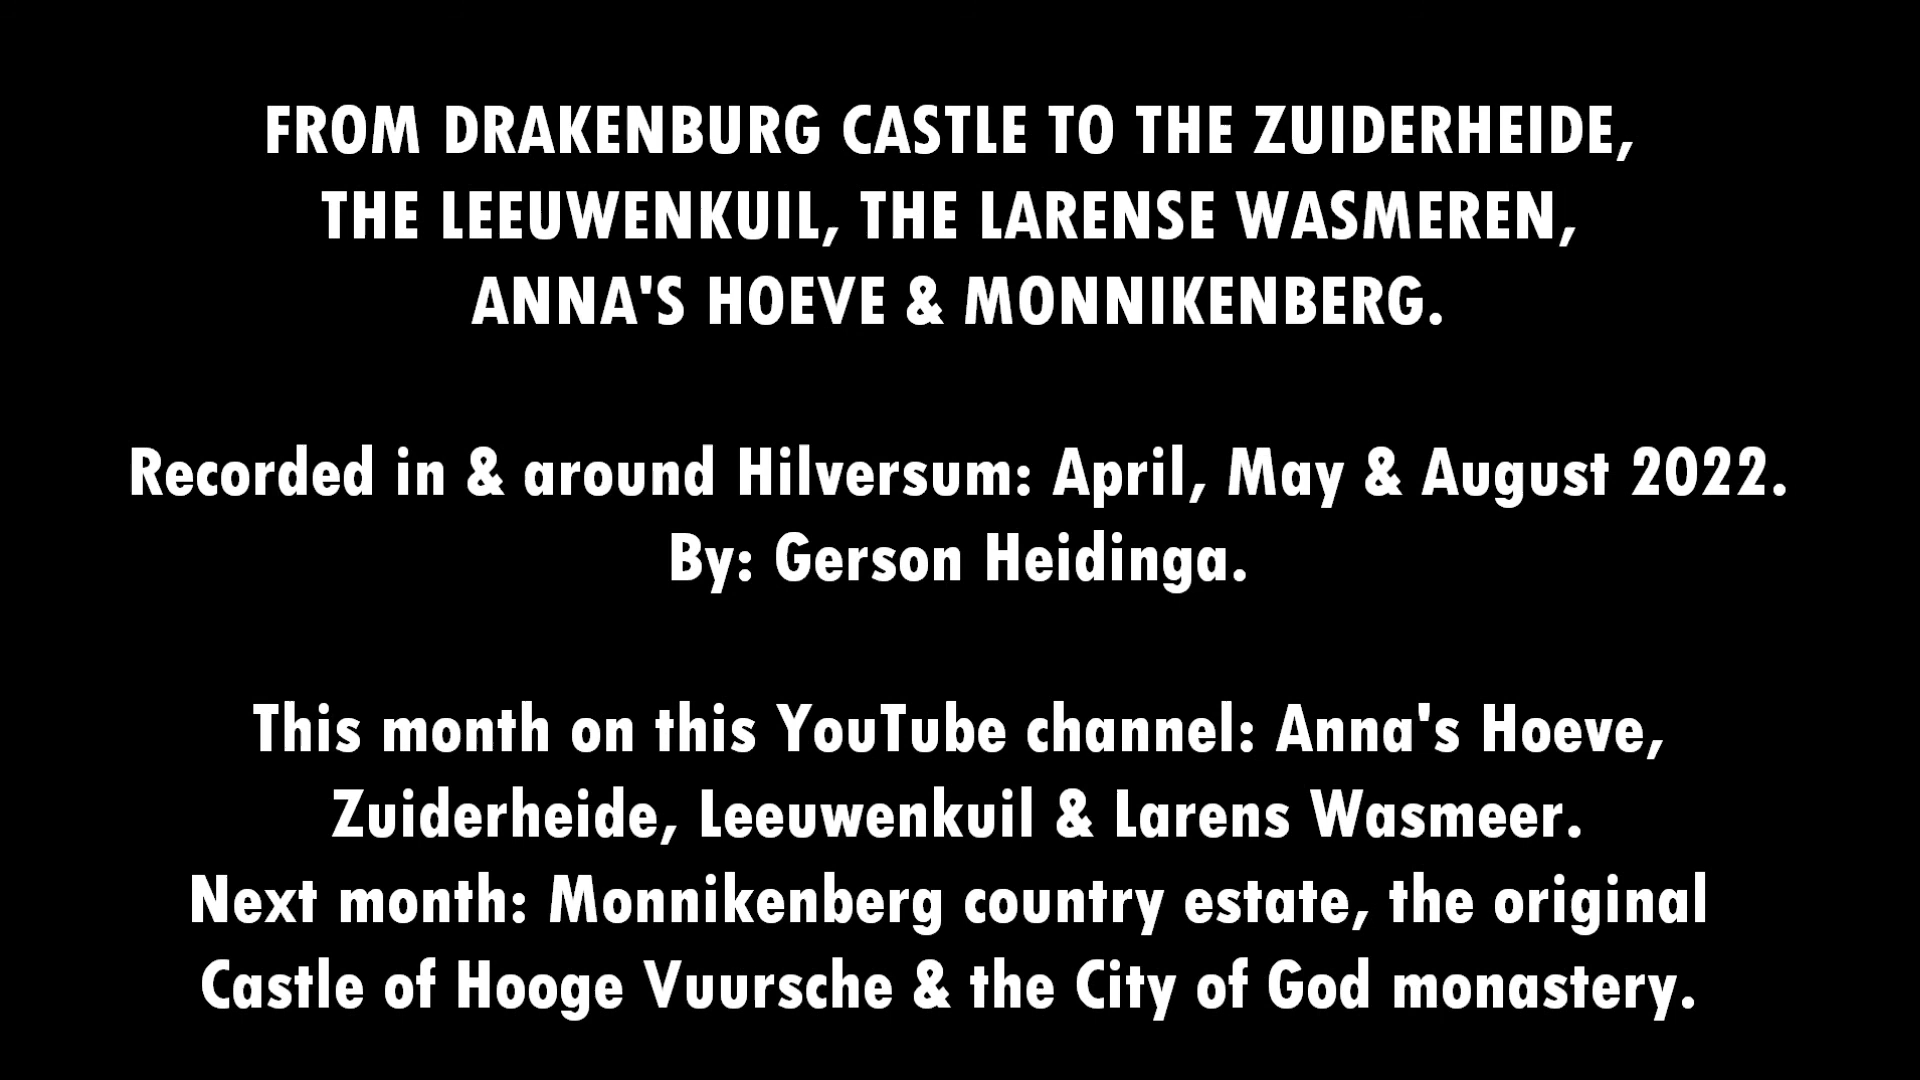 FROM DRAKENBURG CASTLE TO THE ZUIDERHEIDE,
THE LEEUWENKUIL, THE LARENSE WASMEREN,
ANNA'S HOEVE & MONNIKENBERG.
Recorded in & around Hilversum: April, May & August 2022.
By: Gerson Heidinga.
This month on this YouTube channel: Anna's Hoeve,
Zuiderheide, Leeuwenkuil & Larens Wasmeer.
Next month: Monnikenberg country estate, the original
Castle of Hooge Vuursche & the City of God monastery.